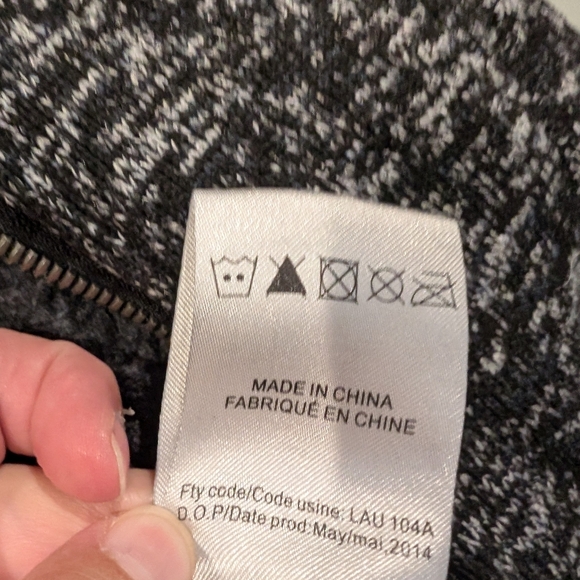 MADE IN CHINA
FABRIQUÉ EN CHINE
Fty code/Code usine: LAU 104A
D.O.P/Date prod:May/mai,2014